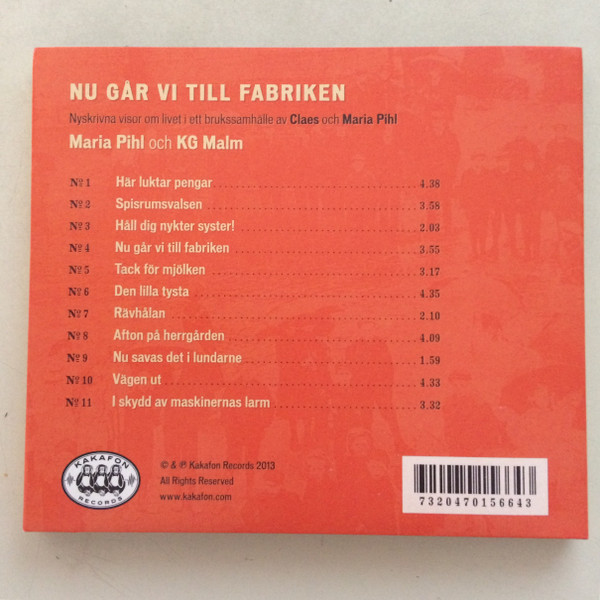 NU GÅR VI TILL FABRIKEN
Nyskrivna visor om livet i ett brukssamhälle av Claes och Maria Pihl
Maria Pihl och KG Malm
Nº 1 Här luktar pengar 4.38
Nº 2 Spisrumsvalsen 3.58
Nº 3 Håll dig nykter syster! 2.03
Nº 4 Nu går vi till fabriken 3.55
Nº 5 Tack för mjölken 3.17
Nº 6 Den lilla tysta 4.35
Nº 7 Rävhålan 2.10
Nº 8 Afton på herrgården 4.09
Nº 9 Nu savas det i lundarne 1.59
Nº 10 Vägen ut 4.33
Nº 11 I skydd av maskinernas larm 3.32
KAKAFON
RECORDS
© & ℗ Kakafon Records 2013
All Rights Reserved
www.kakafon.com
7320470156643